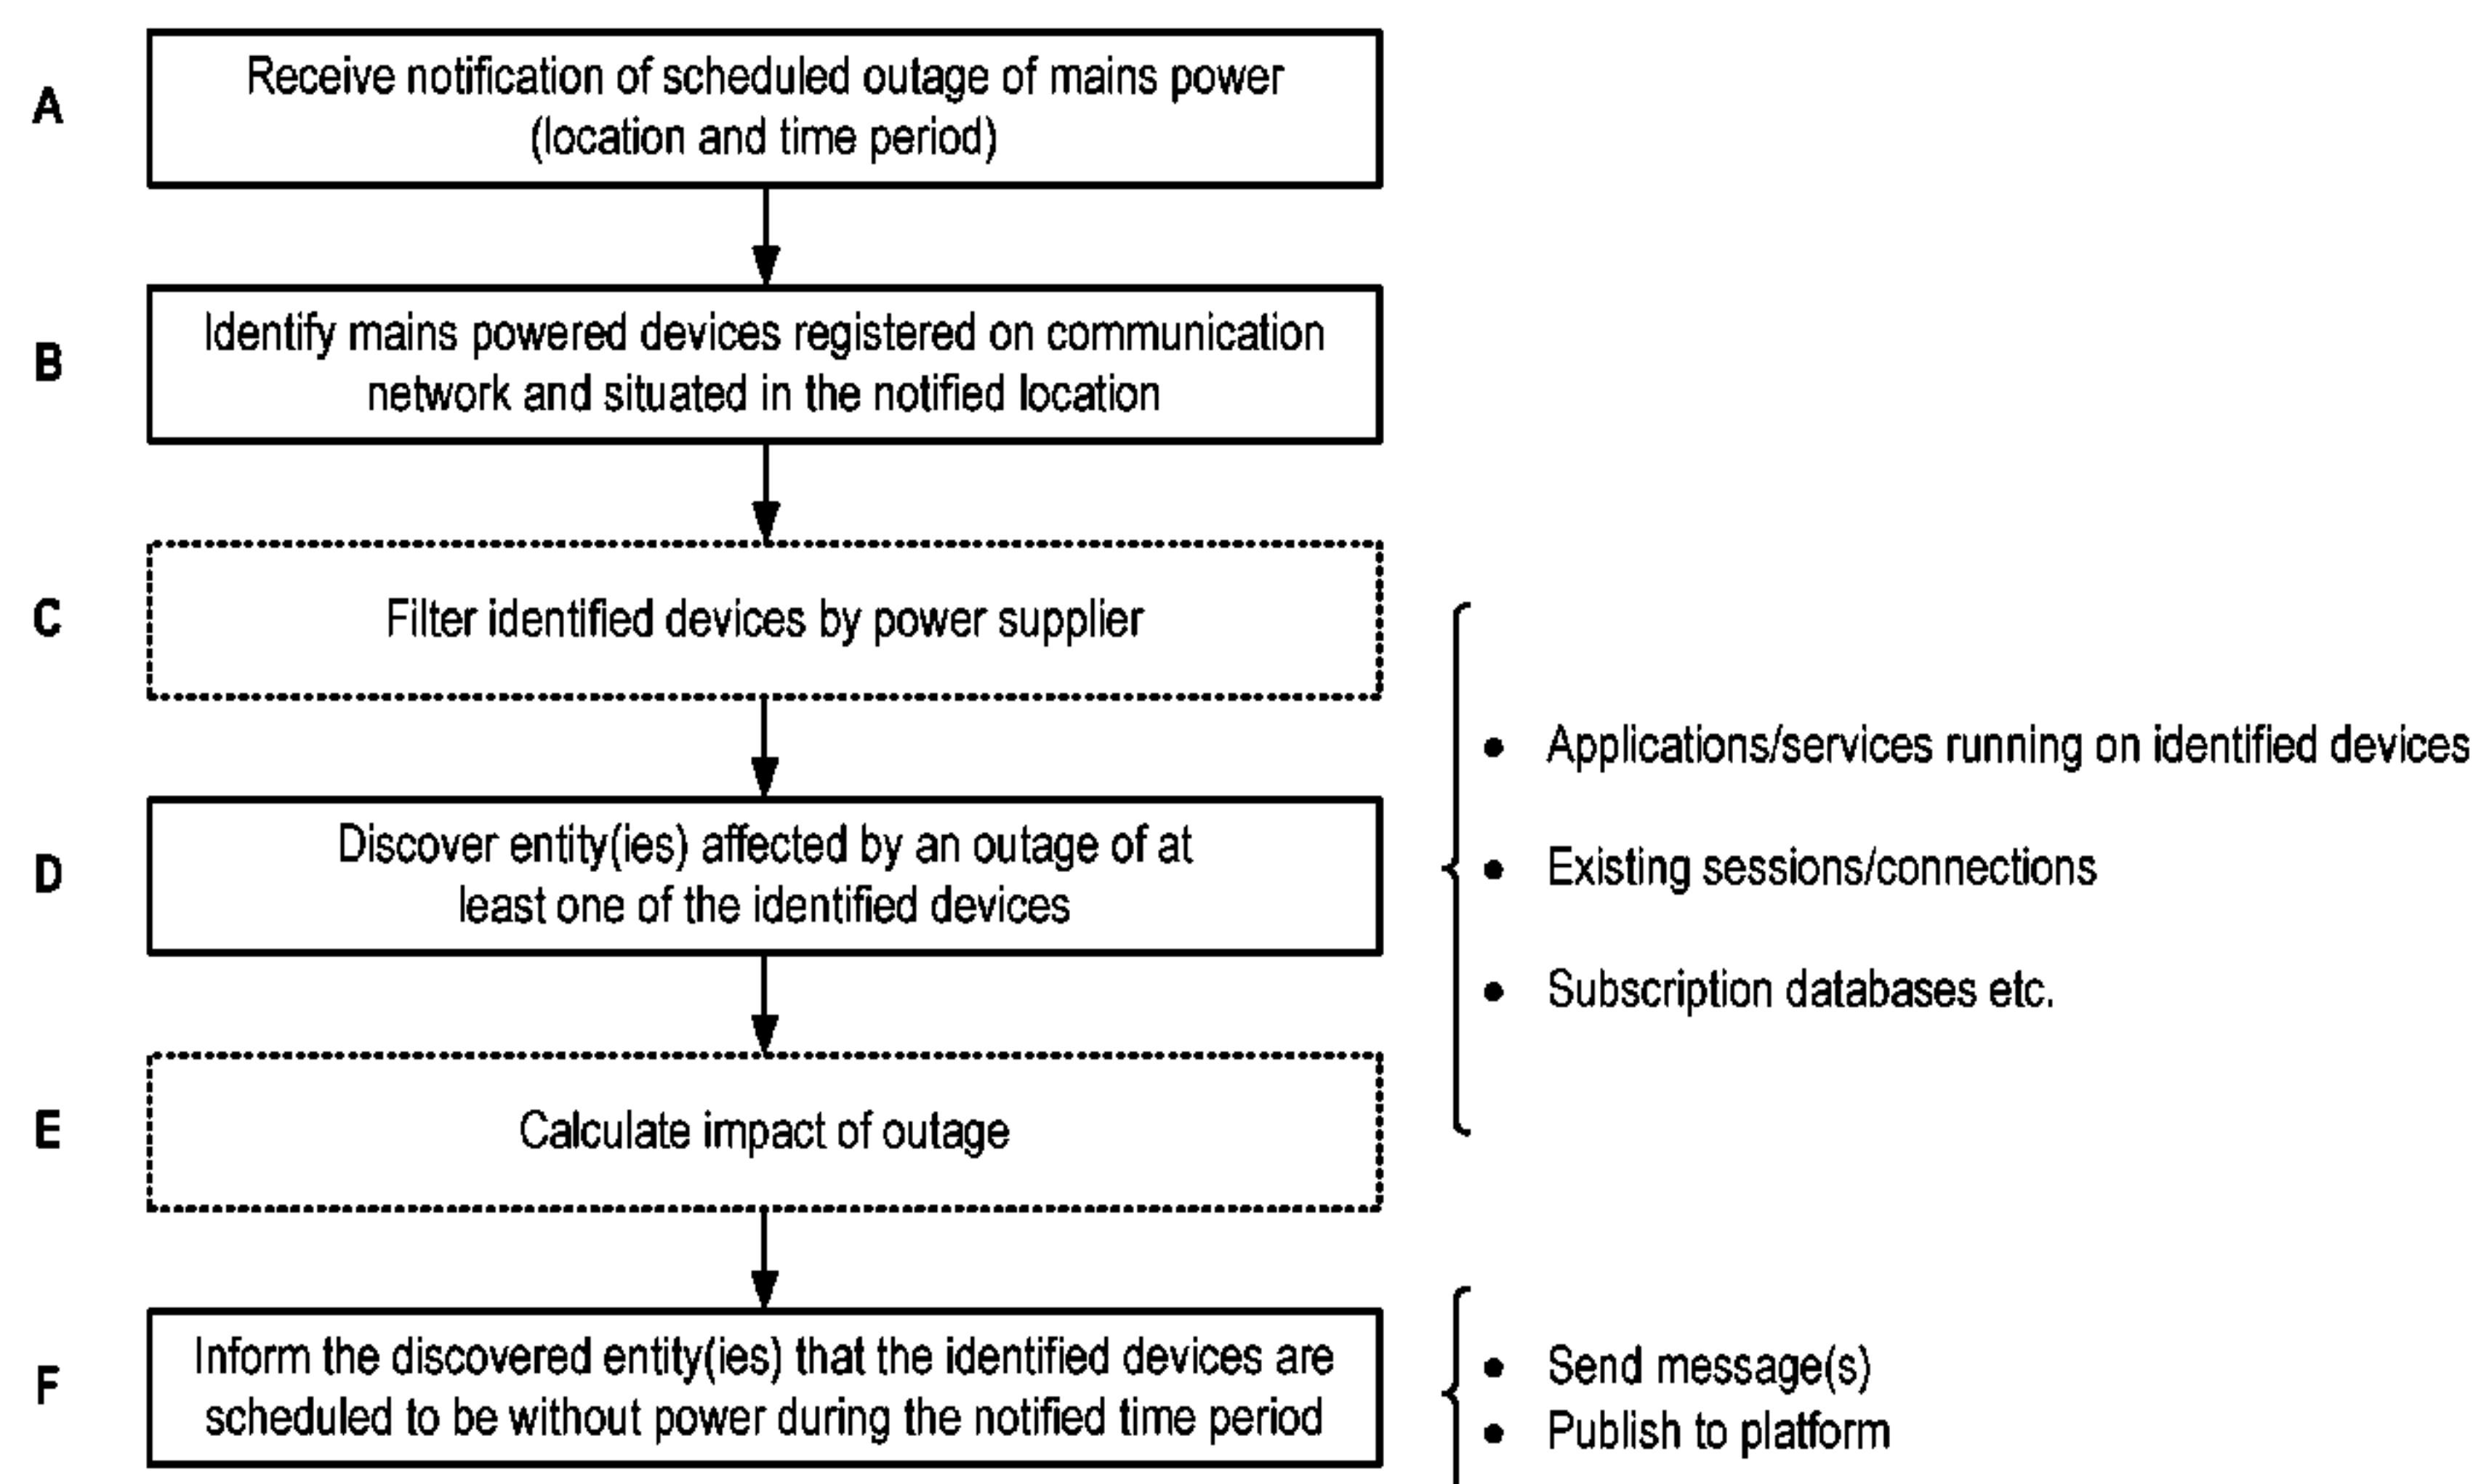 A
Receive notification of scheduled outage of mains power
(location and time period)
B
Identify mains powered devices registered on communication
network and situated in the notified location
C
Filter identified devices by power supplier
D
Discover entity(ies) affected by an outage of at
least one of the identified devices
• Applications/services running on identified devices
• Existing sessions/connections
• Subscription databases etc.
E
Calculate impact of outage
F
Inform the discovered entity(ies) that the identified devices are
scheduled to be without power during the notified time period
• Send message(s)
• Publish to platform